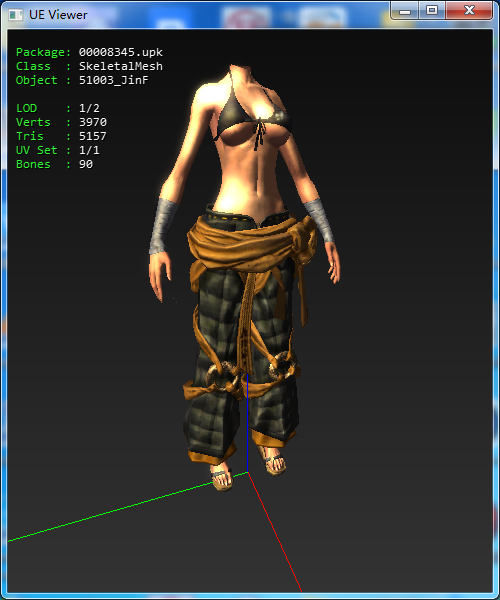 UE Viewer
Package: 00008345.upk
Class  : SkeletalMesh
Object : 51003_JinF
LOD    : 1/2
Verts  : 3970
Tris   : 5157
UV Set : 1/1
Bones  : 90